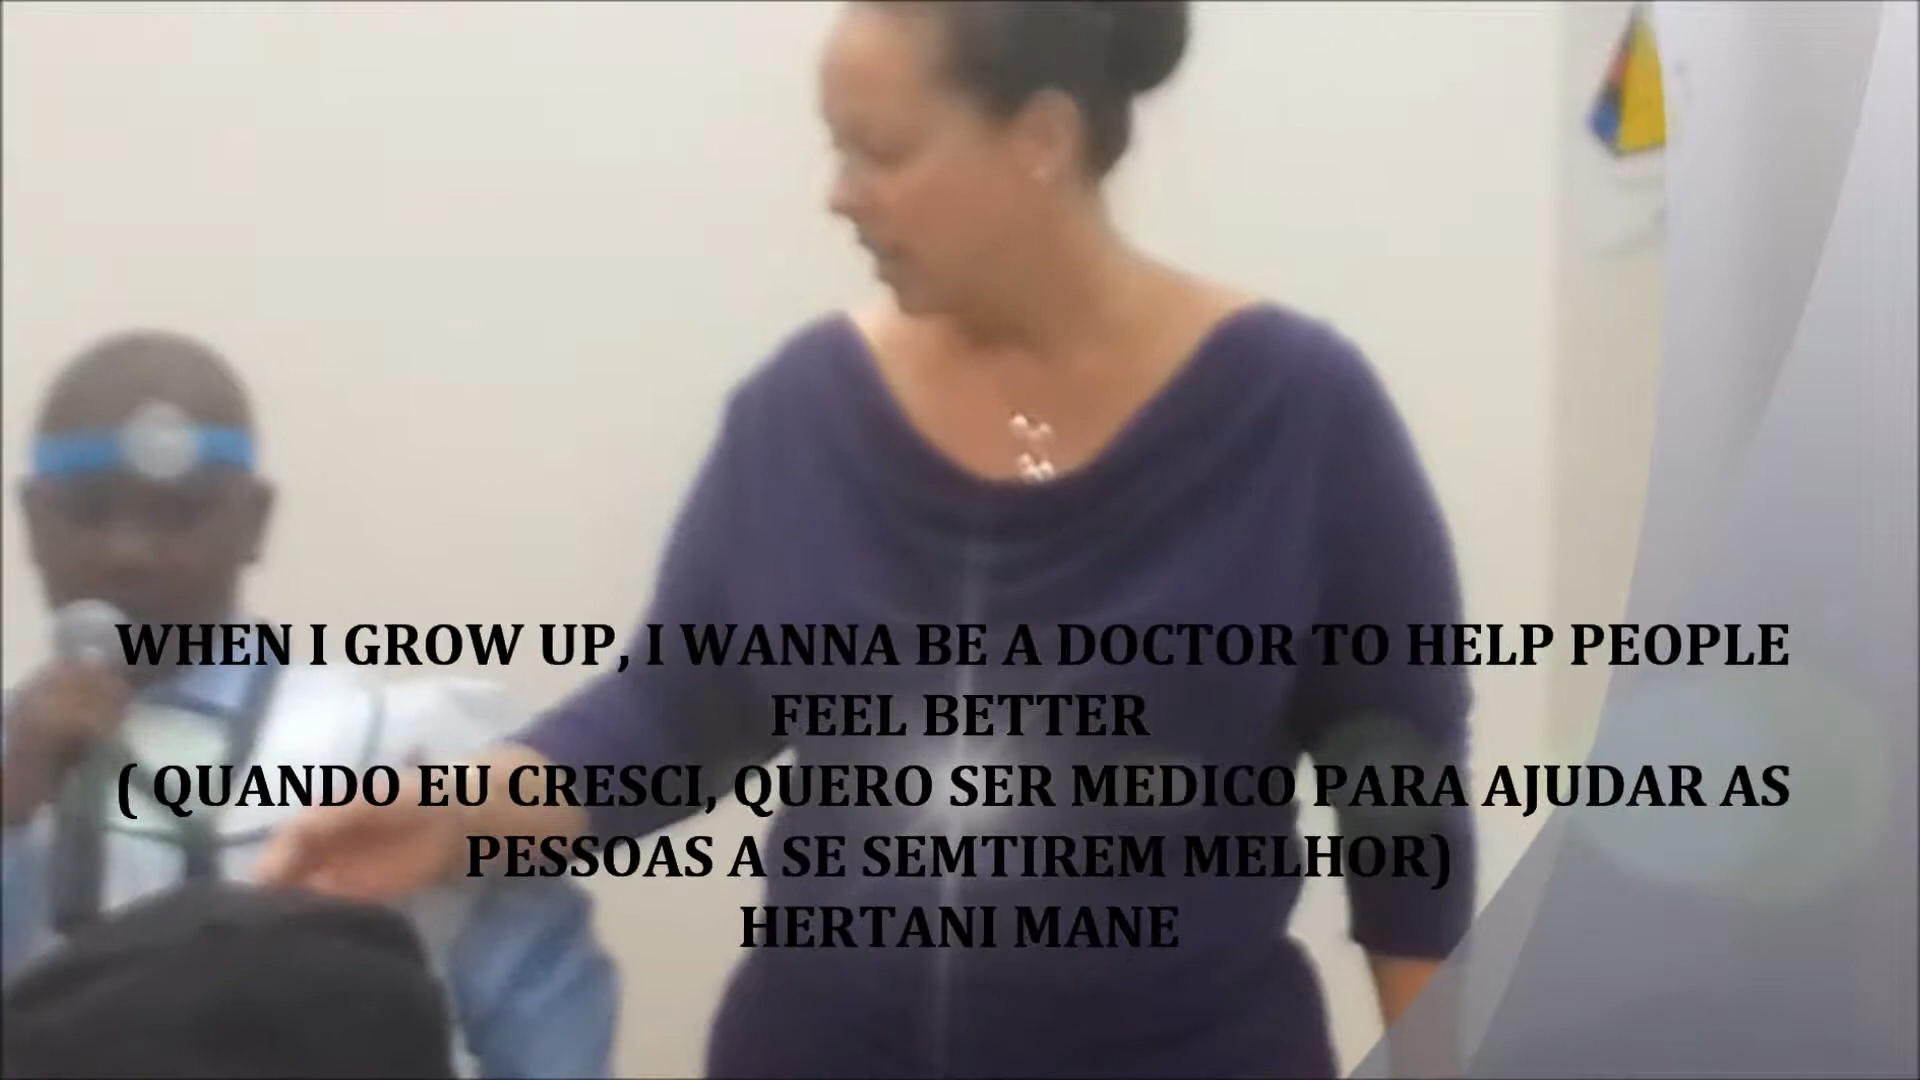 WHEN I GROW UP, I WANNA BE A DOCTOR TO HELP PEOPLE
FEEL BETTER
( QUANDO EU CRESCI, QUERO SER MEDICO PARA AJUDAR AS
PESSOAS A SE SEMTIREM MELHOR)
HERTANI MANE